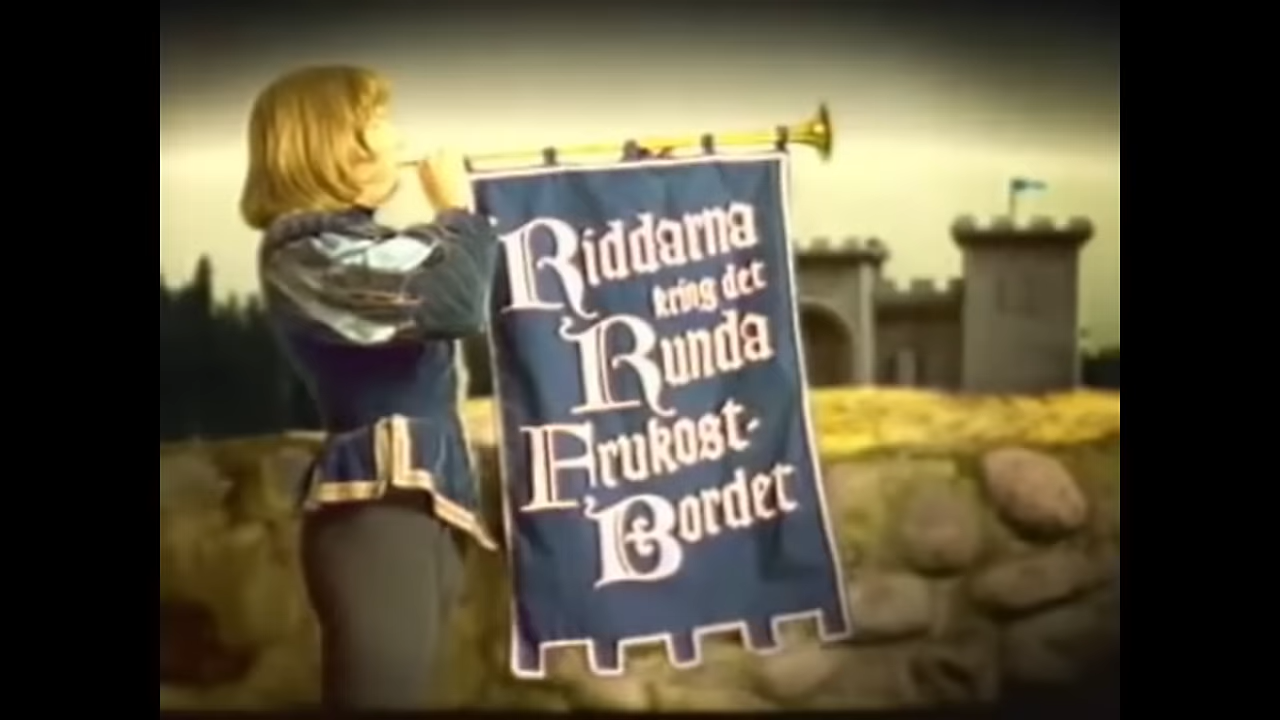 Riddarna
kring det
Runda
Frukost-
Bordet